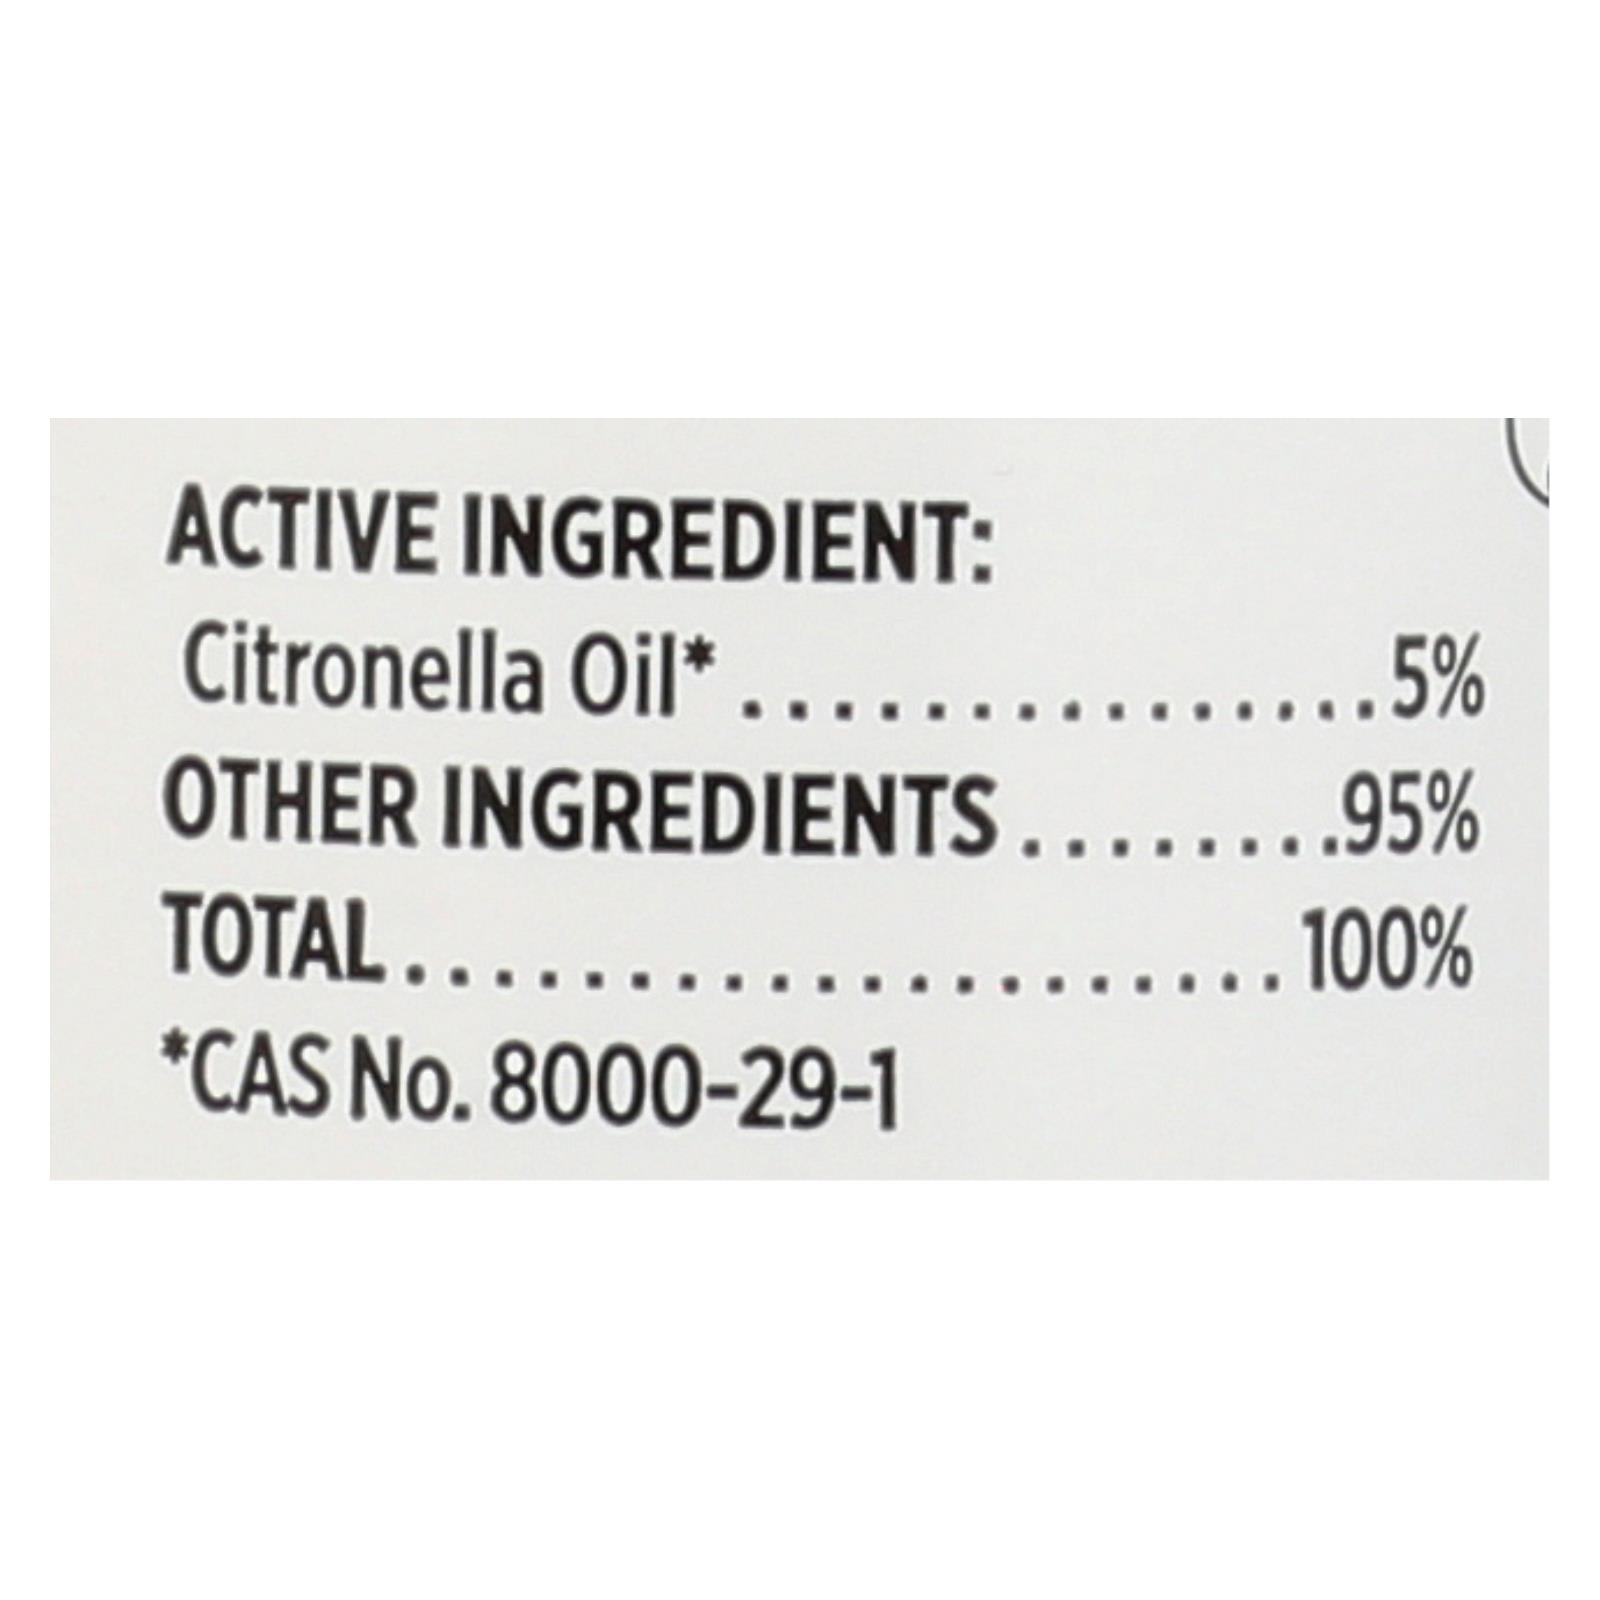 ACTIVE INGREDIENT:
Citronella Oil* ............... 5%
OTHER INGREDIENTS ........ 95%
TOTAL .................... 100%
*CAS No. 8000-29-1